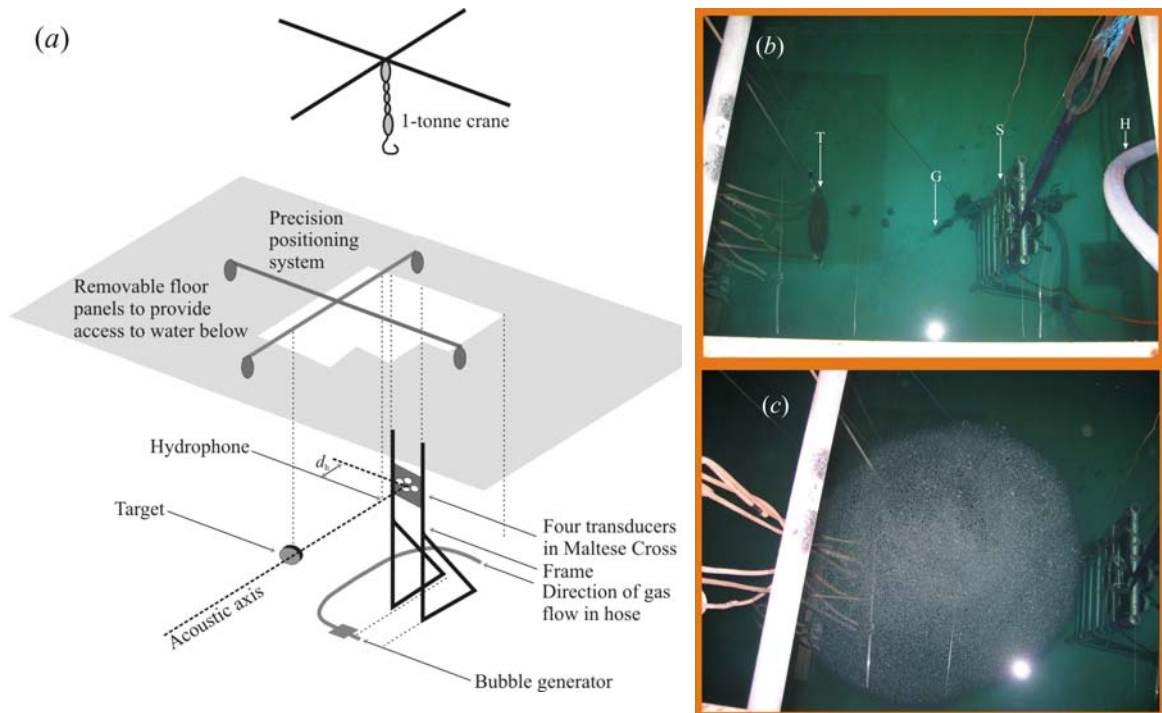 (a)
1-tonne crane
Precision
positioning
system
Removable floor
panels to provide
access to water below
Hydrophone
d_h
Target
Four transducers
in Maltese Cross
Frame
Direction of gas
flow in hose
Acoustic axis
Bubble generator
(b)
T
G
S
H
(c)